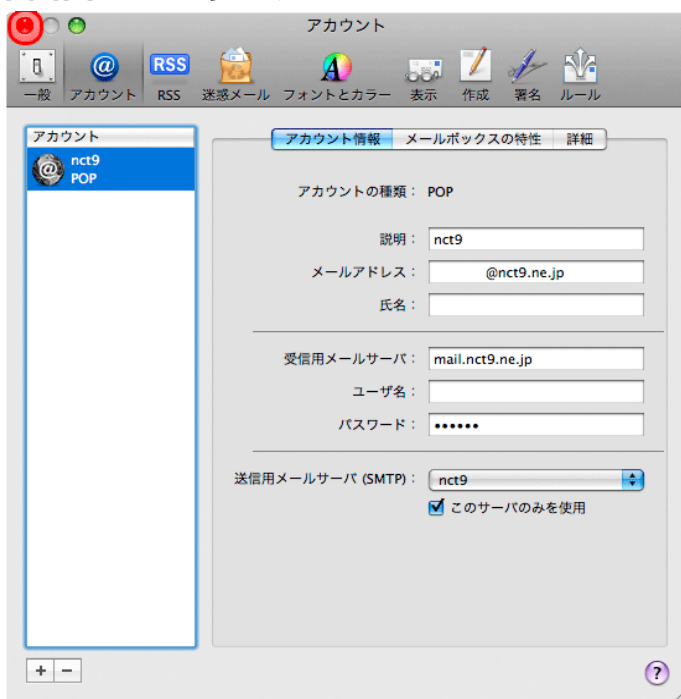 アカウント
RSS
一般 アカウント RSS 迷惑メール フォントとカラー 表示 作成 署名 ルール
アカウント
nct9
POP
アカウント情報 メールボックスの特性 詳細
アカウントの種類: POP
説明: nct9
メールアドレス: @nct9.ne.jp
氏名:
受信用メールサーバ: mail.nct9.ne.jp
ユーザ名:
パスワード: ••••••
送信用メールサーバ (SMTP): nct9
このサーバのみを使用
+ -
?